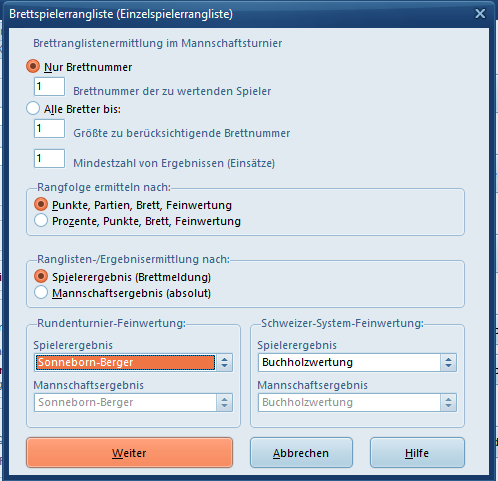 Brettspielerrangliste (Einzelspielerrangliste)
Brettranglistenermittlung im Mannschaftsturnier
Nur Brettnummer
1 Brettnummer der zu wertenden Spieler
Alle Bretter bis:
1 Größte zu berücksichtigende Brettnummer
1 Mindestzahl von Ergebnissen (Einsätze)
Rangfolge ermitteln nach:
Punkte, Partien, Brett, Feinwertung
Prozente, Punkte, Brett, Feinwertung
Ranglisten-/Ergebnisermittlung nach:
Spielerergebnis (Brettmeldung)
Mannschaftsergebnis (absolut)
Rundenturnier-Feinwertung:
Spielerergebnis
Sonneborn-Berger
Mannschaftsergebnis
Sonneborn-Berger
Schweizer-System-Feinwertung:
Spielerergebnis
Buchholzwertung
Mannschaftsergebnis
Buchholzwertung
Weiter Abbrechen Hilfe